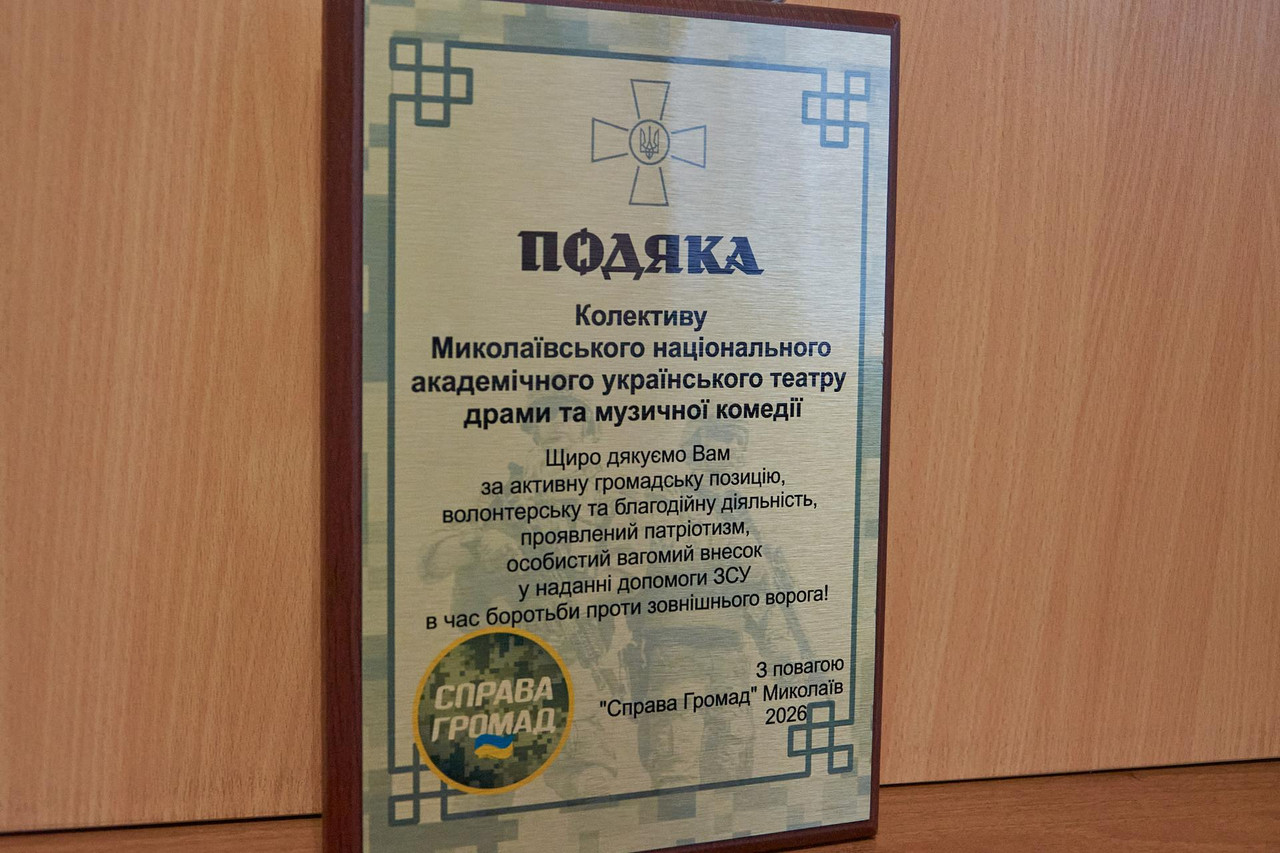 ПОДЯКА
Колективу
Миколаївського національного
академічного українського театру
драми та музичної комедії
Щиро дякуємо Вам
за активну громадську позицію,
волонтерську та благодійну діяльність,
проявлений патріотизм,
особистий вагомий внесок
у наданні допомоги ЗСУ
в час боротьби проти зовнішнього ворога!
З повагою
"Справа Громад" Миколаїв
2026
СПРАВА
ГРОМАД